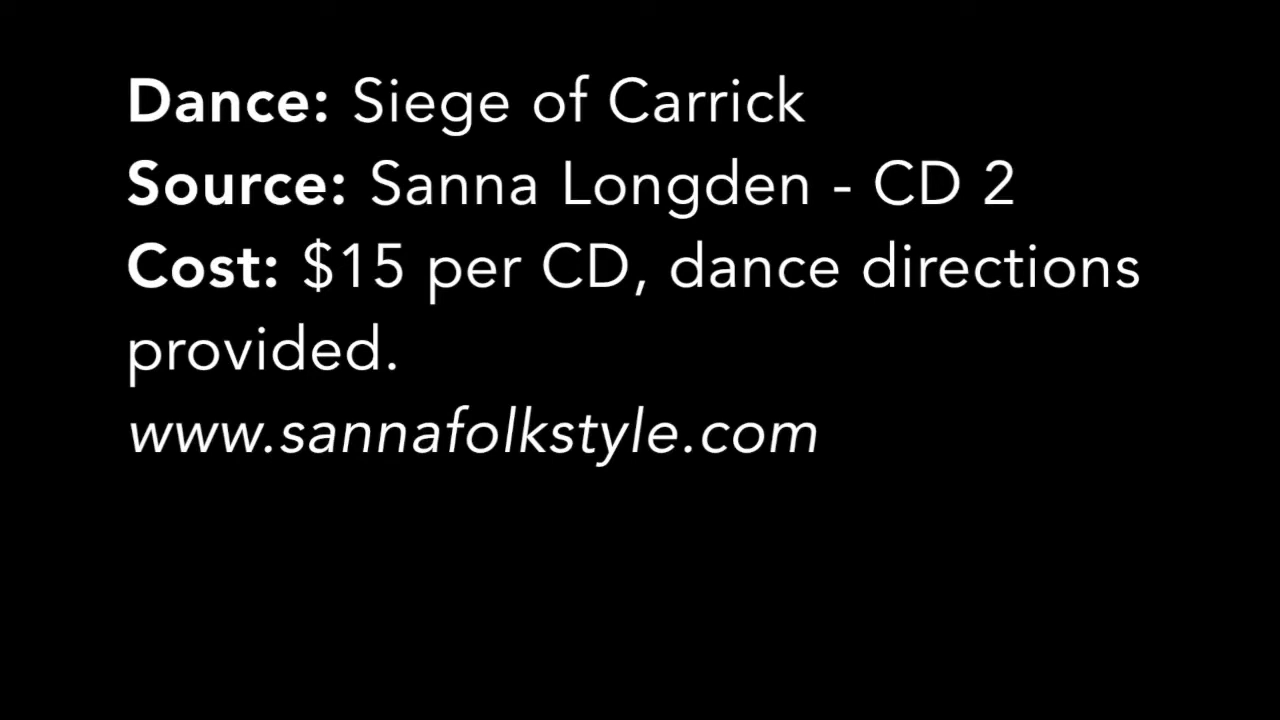 Dance: Siege of Carrick
Source: Sanna Longden - CD 2
Cost: $15 per CD, dance directions
provided.
www.sannafolkstyle.com